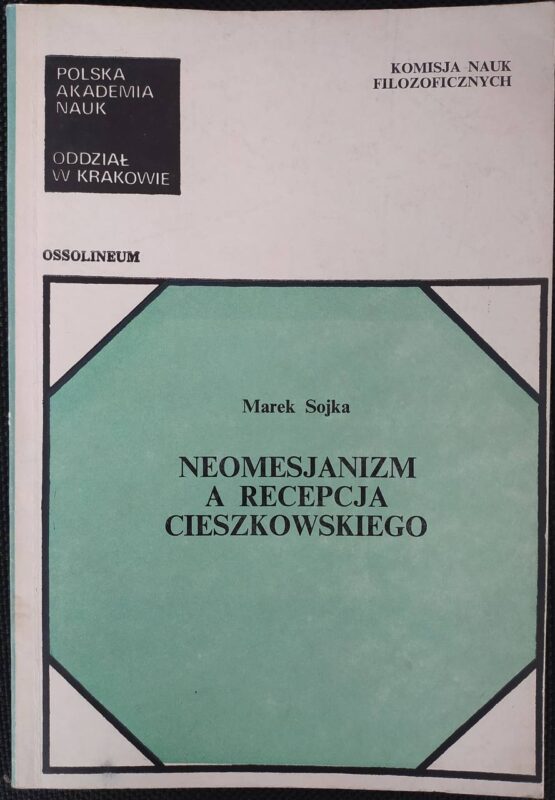 POLSKA
AKADEMIA
NAUK
ODDZIAŁ
W KRAKOWIE
KOMISJA NAUK
FILOZOFICZNYCH
OSSOLINEUM
Marek Sojka
NEOMESJANIZM
A RECEPCJA
CIESZKOWSKIEGO